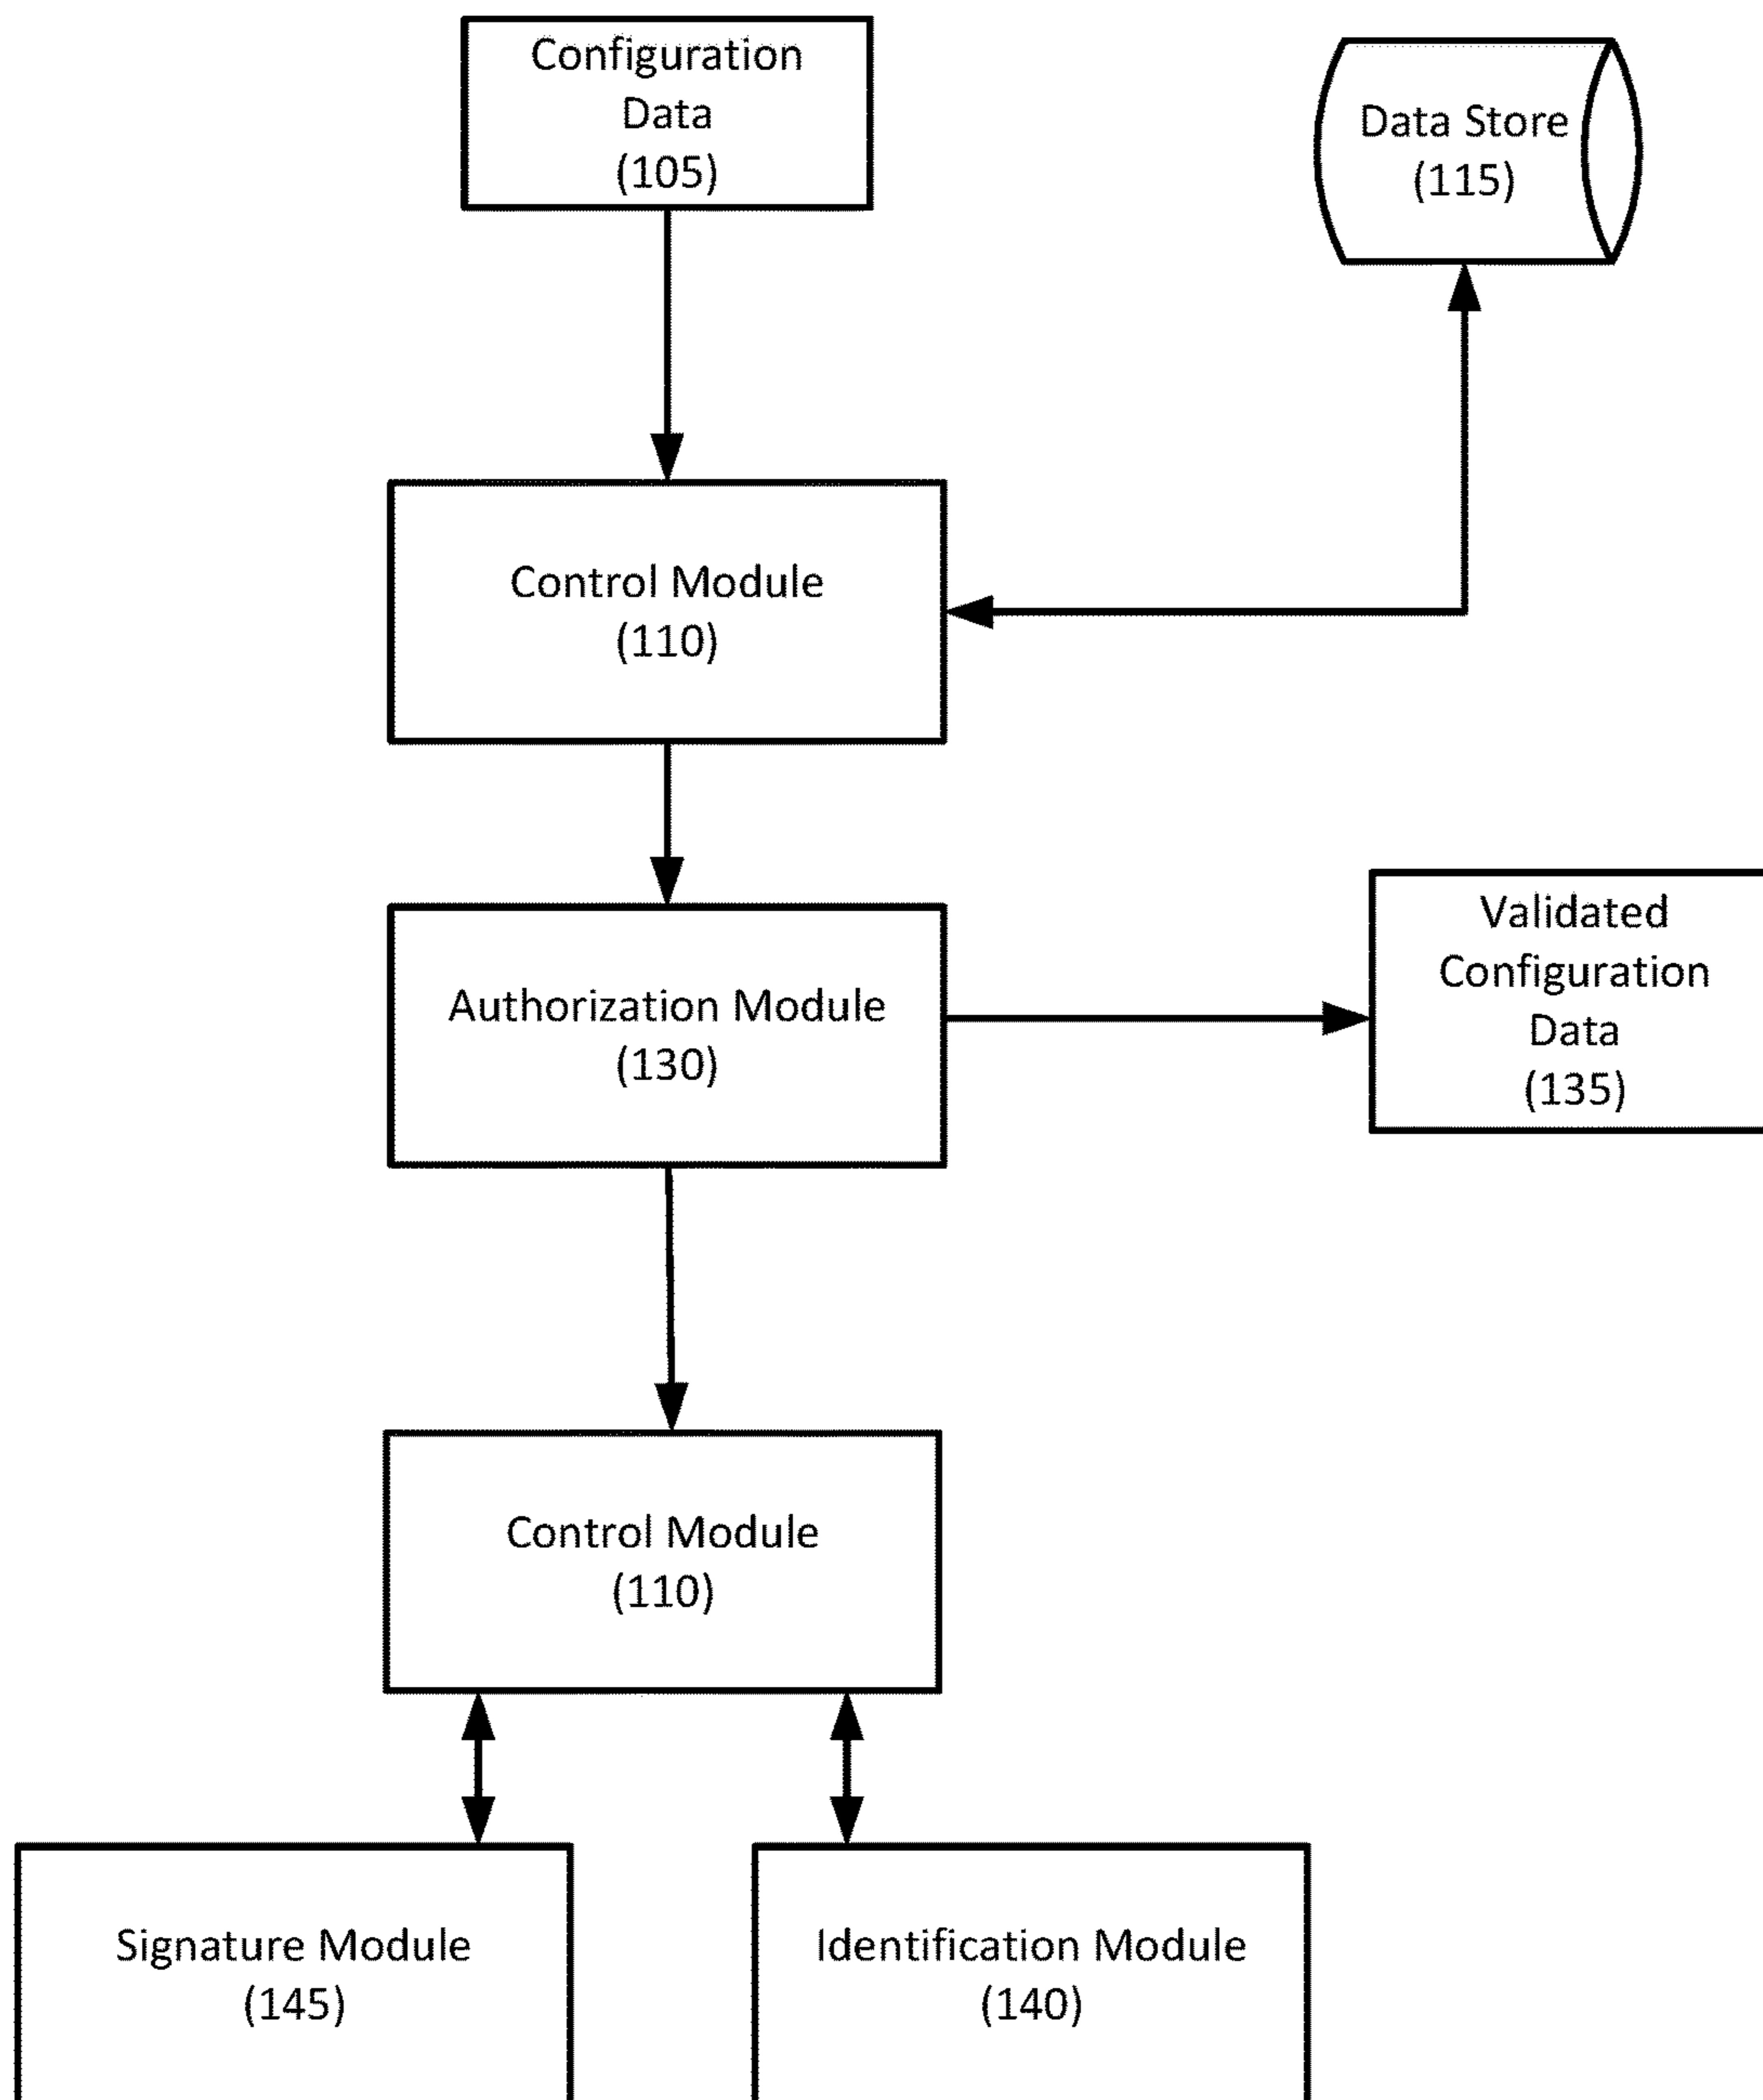 Configuration
Data
(105)
Data Store
(115)
Control Module
(110)
Authorization Module
(130)
Validated
Configuration
Data
(135)
Control Module
(110)
Signature Module
(145)
Identification Module
(140)